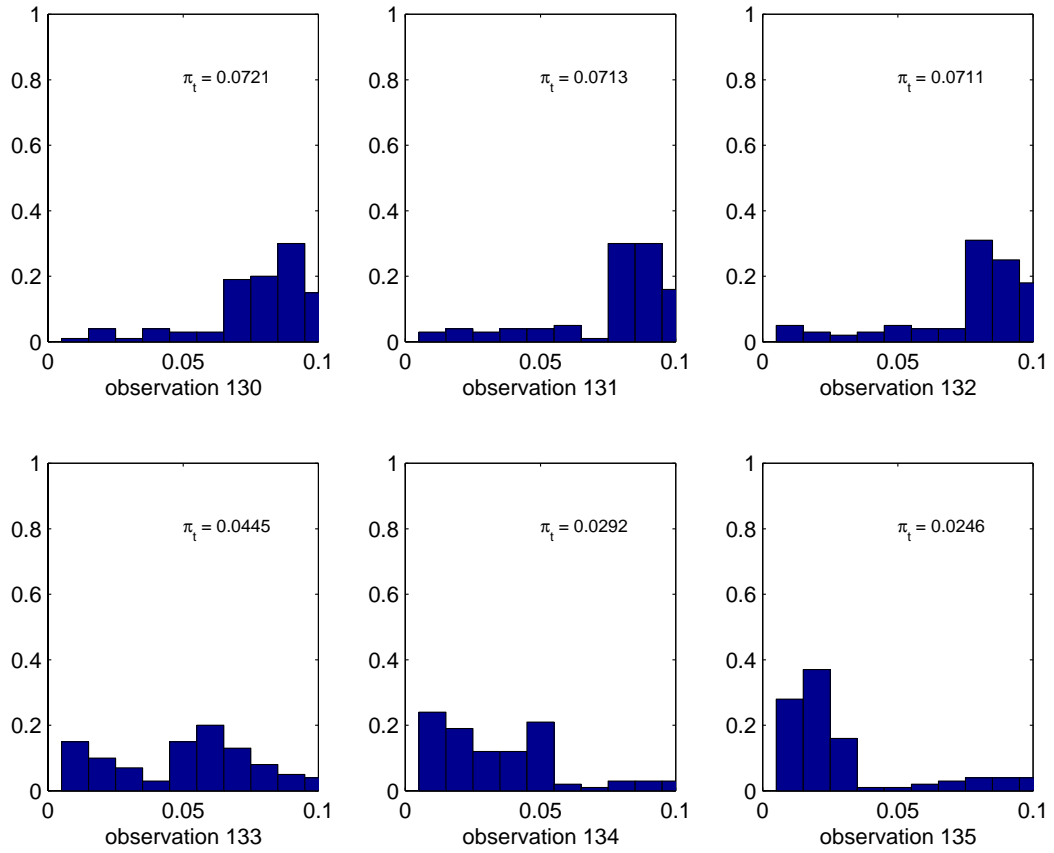 1
0.8
0.6
0.4
0.2
0
0 0.05 0.1
π_t = 0.0721
observation 130
1
0.8
0.6
0.4
0.2
0
0 0.05 0.1
π_t = 0.0713
observation 131
1
0.8
0.6
0.4
0.2
0
0 0.05 0.1
π_t = 0.0711
observation 132
1
0.8
0.6
0.4
0.2
0
0 0.05 0.1
π_t = 0.0445
observation 133
1
0.8
0.6
0.4
0.2
0
0 0.05 0.1
π_t = 0.0292
observation 134
1
0.8
0.6
0.4
0.2
0
0 0.05 0.1
π_t = 0.0246
observation 135